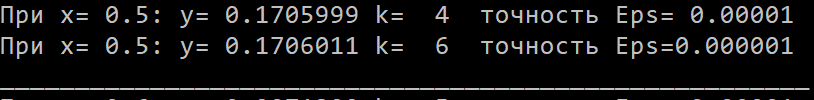 При x= 0.5: y= 0.1705999 k=  4  точность Eps= 0.00001
При x= 0.5: y= 0.1706011 k=  6  точность Eps=0.000001